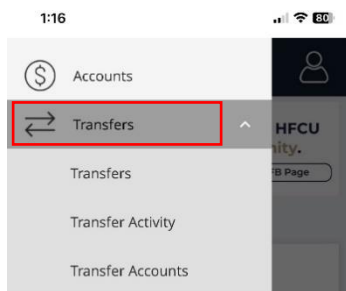 1:16
80
Accounts
Transfers
HFCU
nity.
FB Page
Transfers
Transfer Activity
Transfer Accounts